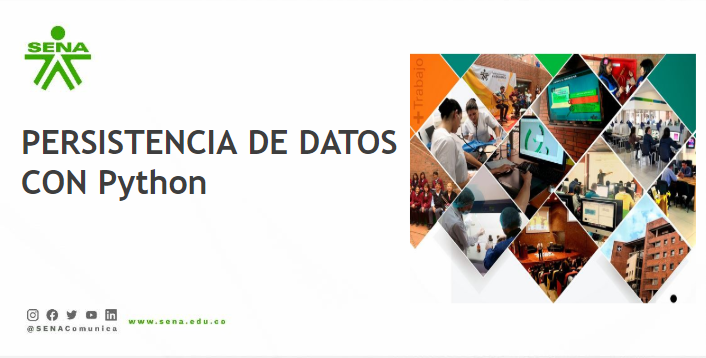 SENA
PERSISTENCIA DE DATOS
CON Python
+ Trabajo
@SENAComunica
www.sena.edu.co